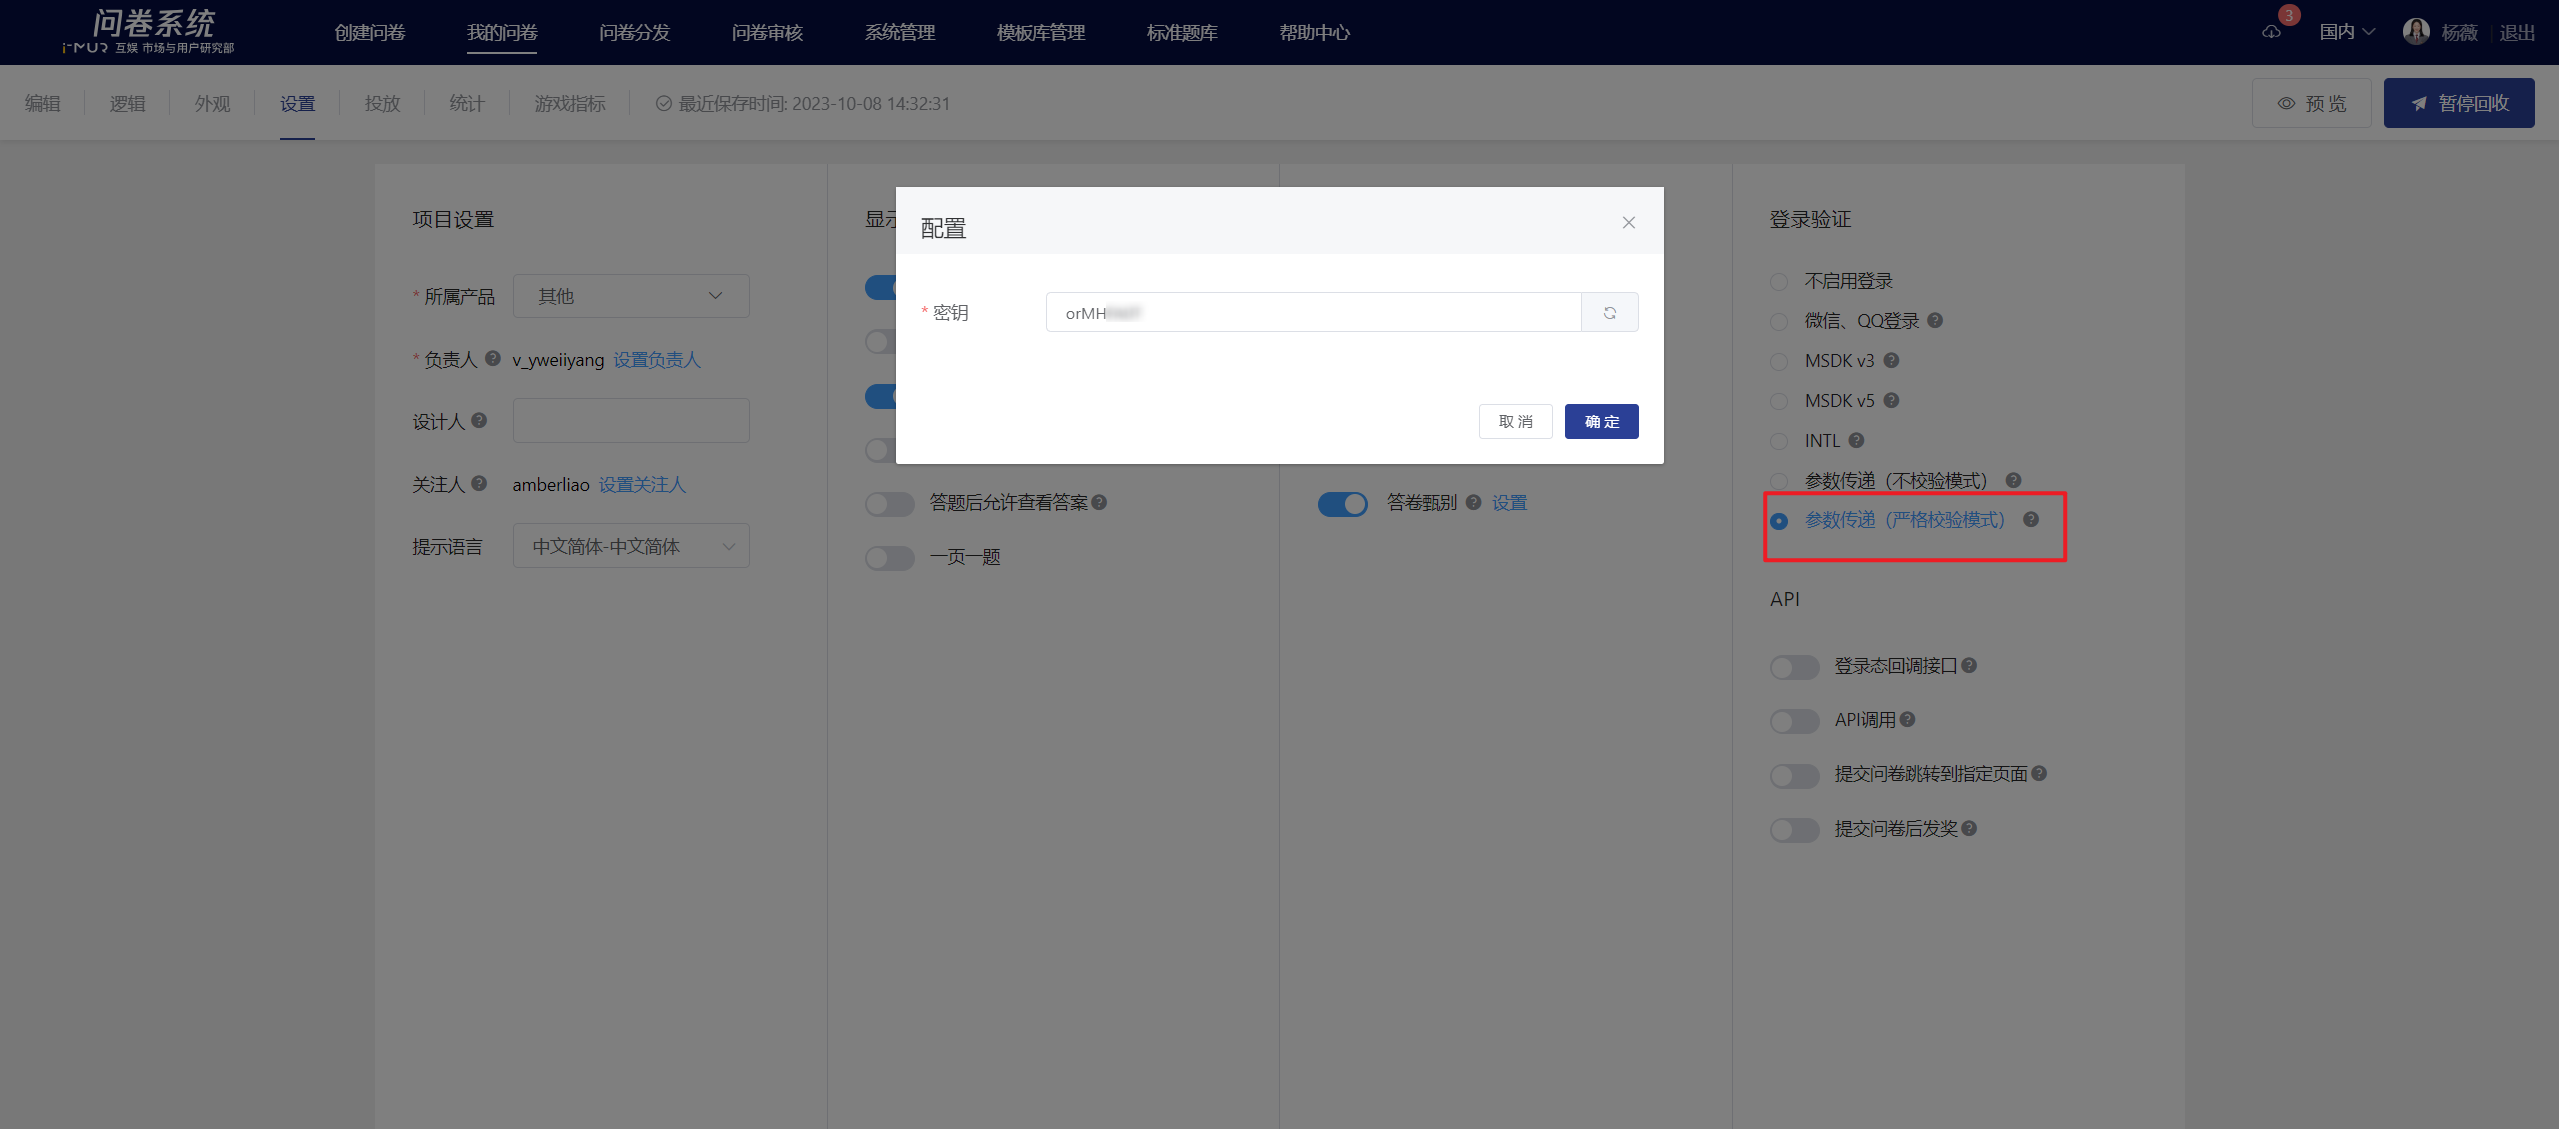 问卷系统
i-MUR 互娱 市场与用户研究部
创建问卷
我的问卷
问卷分发
问卷审核
系统管理
模板库管理
标准题库
帮助中心
3
国内
杨薇
退出
编辑
逻辑
外观
设置
投放
统计
游戏指标
最近保存时间: 2023-10-08 14:32:31
预 览
暂停回收
项目设置
* 所属产品
其他
* 负责人
v_yweiiyang 设置负责人
设计人
关注人
amberliao 设置关注人
提示语言
中文简体-中文简体
显示
答题后允许查看答案
一页一题
配置
* 密钥
orMH
取 消
确 定
答卷甄别
设置
登录验证
不启用登录
微信、QQ登录
MSDK v3
MSDK v5
INTL
参数传递（不校验模式）
参数传递（严格校验模式）
API
登录态回调接口
API调用
提交问卷跳转到指定页面
提交问卷后发奖